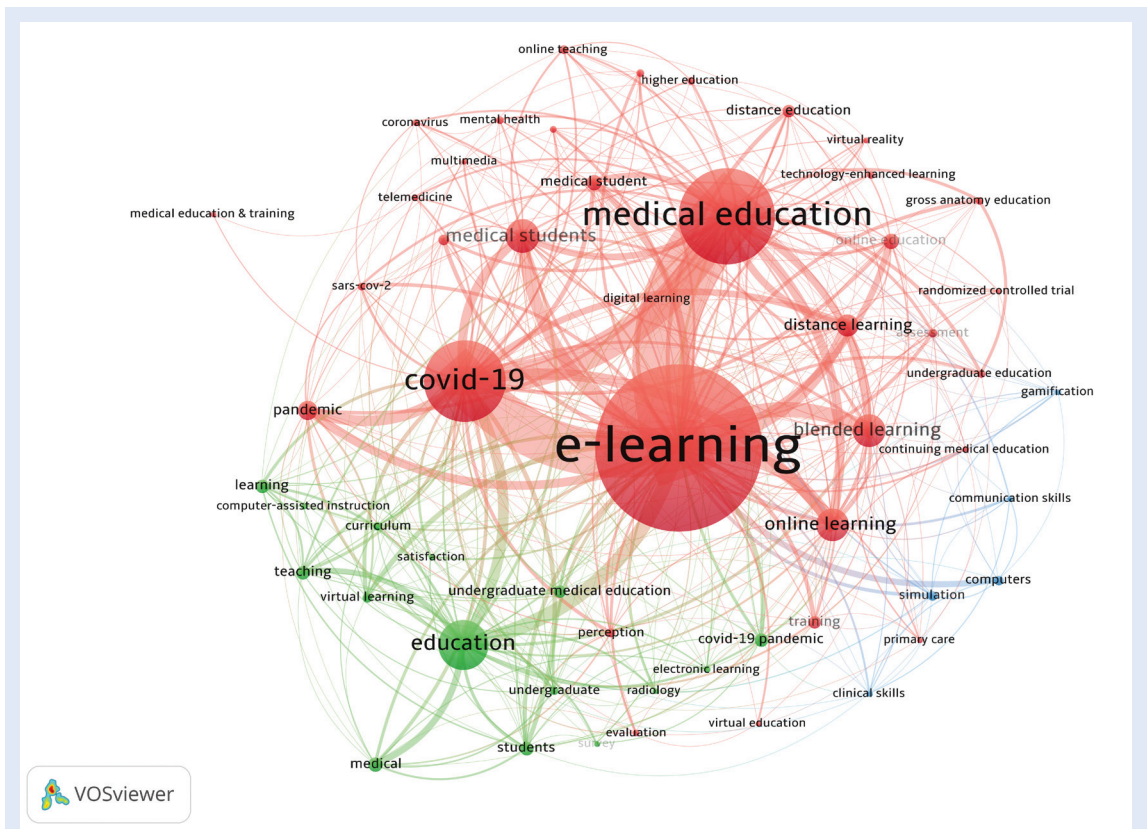 online teaching
higher education
distance education
coronavirus
mental health
virtual reality
multimedia
technology-enhanced learning
medical student
telemedicine
gross anatomy education
medical education & training
medical education
medical students
online education
sars-cov-2
digital learning
randomized controlled trial
distance learning
assessment
undergraduate education
covid-19
gamification
pandemic
blended learning
e-learning
continuing medical education
learning
communication skills
computer-assisted instruction
curriculum
online learning
satisfaction
teaching
computers
undergraduate medical education
virtual learning
simulation
training
perception
covid-19 pandemic
primary care
education
electronic learning
undergraduate
radiology
clinical skills
virtual education
evaluation
survey
students
medical
VOSviewer